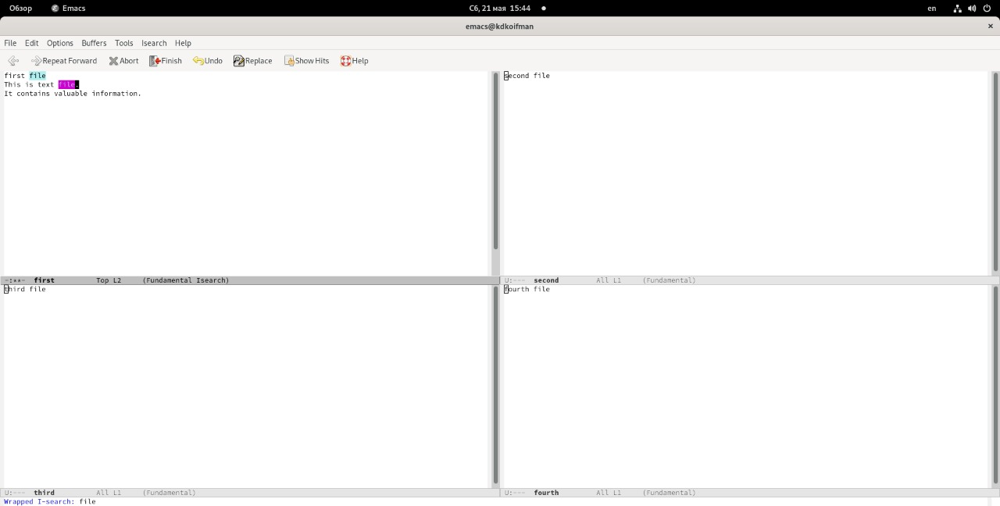 Обзор Emacs Сб, 21 мая 15:44 en
emacs@kdkoifman ×
File Edit Options Buffers Tools Isearch Help
Repeat Forward Abort Finish Undo Replace Show Hits Help
first file
This is text file.
It contains valuable information.
-:**- first Top L2 (Fundamental Isearch)
second file
U:--- second All L1 (Fundamental)
third file
U:--- third All L1 (Fundamental)
fourth file
U:--- fourth All L1 (Fundamental)
Wrapped I-search: file